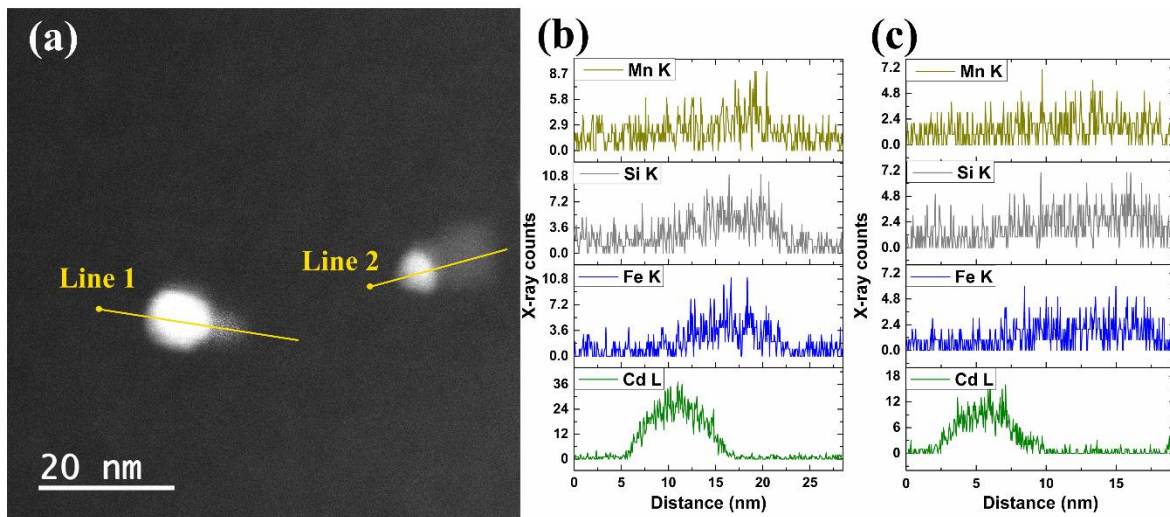 (a)
Line 1
Line 2
20 nm
(b)
X-ray counts
Mn K
8.7
5.8
2.9
0.0
Si K
10.8
7.2
3.6
0.0
Fe K
10.8
7.2
3.6
0.0
Cd L
36
24
12
0
0 5 10 15 20 25
Distance (nm)
(c)
X-ray counts
Mn K
7.2
4.8
2.4
0.0
Si K
7.2
4.8
2.4
0.0
Fe K
7.2
4.8
2.4
0.0
Cd L
18
12
6
0
0 5 10 15
Distance (nm)